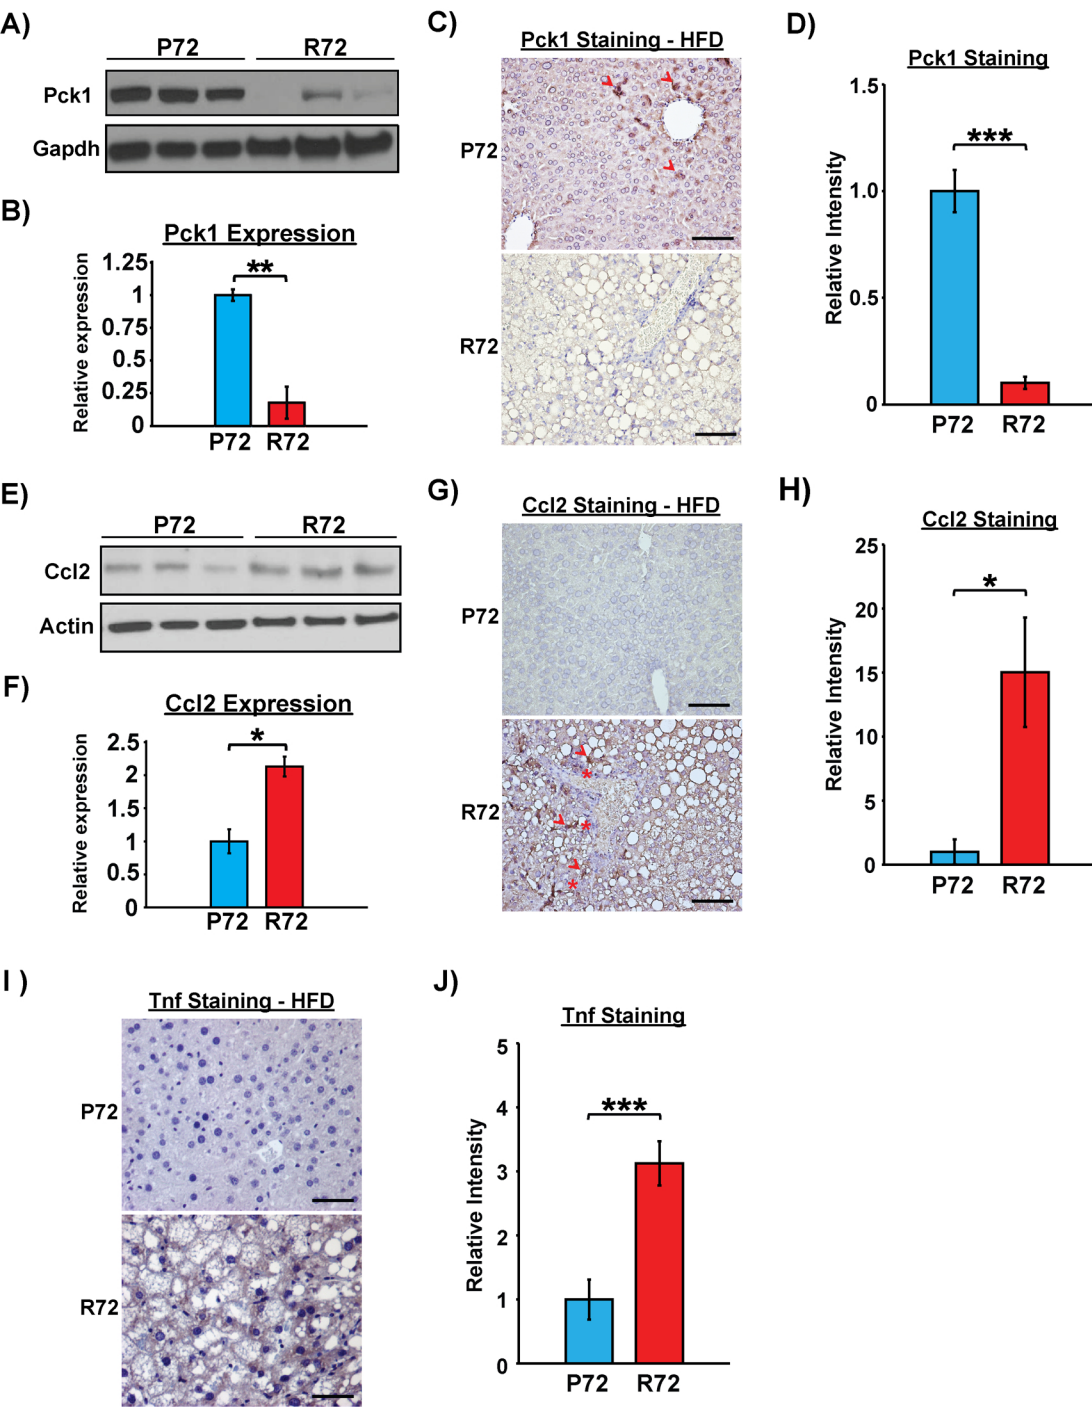 A)
P72 R72
Pck1
Gapdh
B)
Pck1 Expression
Relative expression
1.25
1
0.75
0.5
0.25
0
**
P72 R72
C)
Pck1 Staining - HFD
P72
R72
D)
Pck1 Staining
Relative Intensity
1.5
1.0
0.5
0
***
P72 R72
E)
P72 R72
Ccl2
Actin
F)
Ccl2 Expression
Relative expression
2.5
2
1.5
1
0.5
0
*
P72 R72
G)
Ccl2 Staining - HFD
P72
R72
*
*
*
H)
Ccl2 Staining
Relative Intensity
25
20
15
10
5
0
*
P72 R72
I )
Tnf Staining - HFD
P72
R72
J)
Tnf Staining
Relative Intensity
5
4
3
2
1
0
***
P72 R72